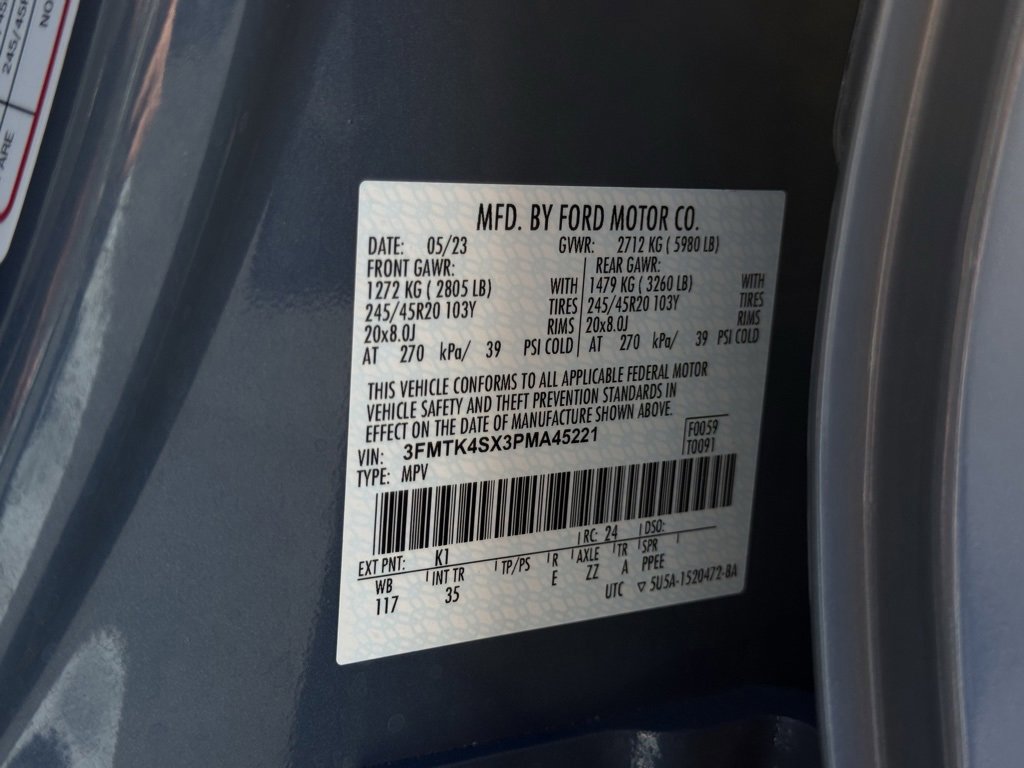 245/45R
NO
ARE
MFD. BY FORD MOTOR CO.
DATE: 05/23 GVWR: 2712 KG ( 5980 LB)
FRONT GAWR: REAR GAWR:
1272 KG ( 2805 LB) WITH 1479 KG ( 3260 LB) WITH
245/45R20 103Y TIRES 245/45R20 103Y TIRES
20x8.0J RIMS 20x8.0J RIMS
AT 270 kPa/ 39 PSI COLD AT 270 kPa/ 39 PSI COLD
THIS VEHICLE CONFORMS TO ALL APPLICABLE FEDERAL MOTOR
VEHICLE SAFETY AND THEFT PREVENTION STANDARDS IN
EFFECT ON THE DATE OF MANUFACTURE SHOWN ABOVE.
VIN: 3FMTK4SX3PMA45221 F0059
TYPE: MPV T0091
EXT PNT: K1 RC: 24 DSO:
WB INT TR TP/PS R AXLE TR SPR
117 35 E ZZ A PPEE
UTC ▽ 5U5A-1520472-BA